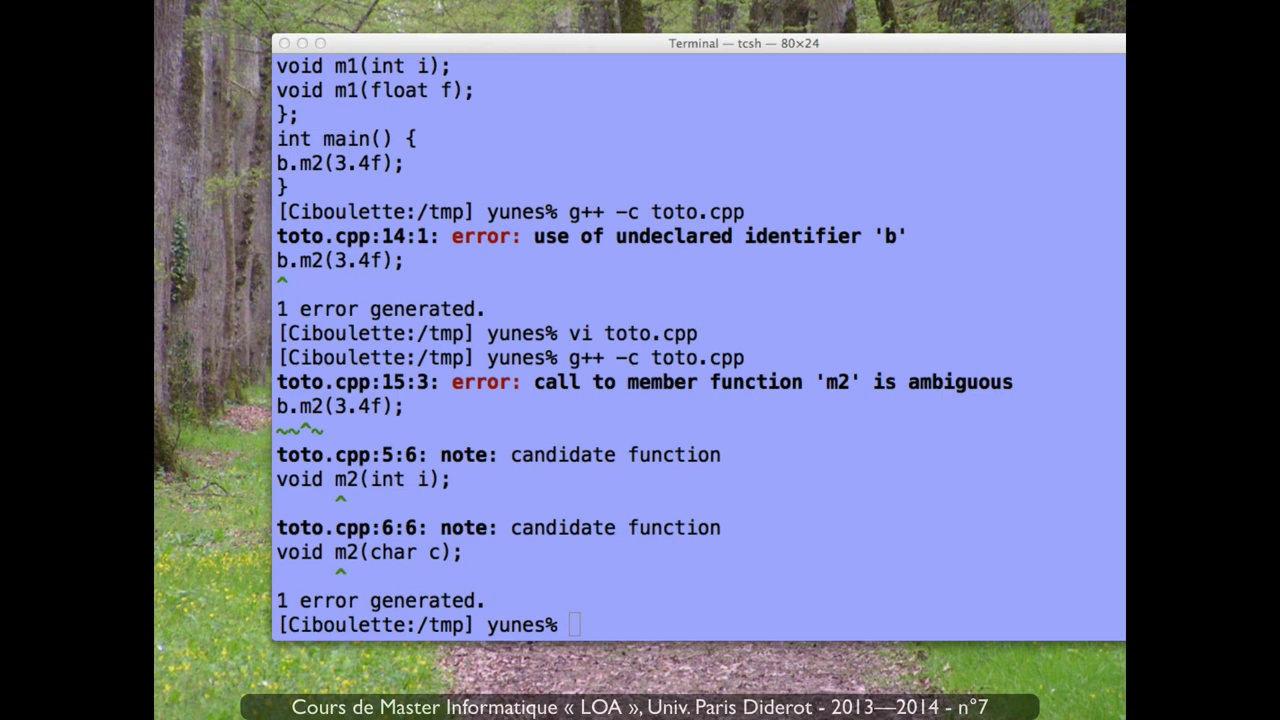 Terminal — tcsh — 80×24
void m1(int i);
void m1(float f);
};
int main() {
b.m2(3.4f);
}
[Ciboulette:/tmp] yunes% g++ -c toto.cpp
toto.cpp:14:1: error: use of undeclared identifier 'b'
b.m2(3.4f);
^
1 error generated.
[Ciboulette:/tmp] yunes% vi toto.cpp
[Ciboulette:/tmp] yunes% g++ -c toto.cpp
toto.cpp:15:3: error: call to member function 'm2' is ambiguous
b.m2(3.4f);
~~^~
toto.cpp:5:6: note: candidate function
void m2(int i);
^
toto.cpp:6:6: note: candidate function
void m2(char c);
^
1 error generated.
[Ciboulette:/tmp] yunes%
Cours de Master Informatique « LOA », Univ. Paris Diderot - 2013—2014 - n°7